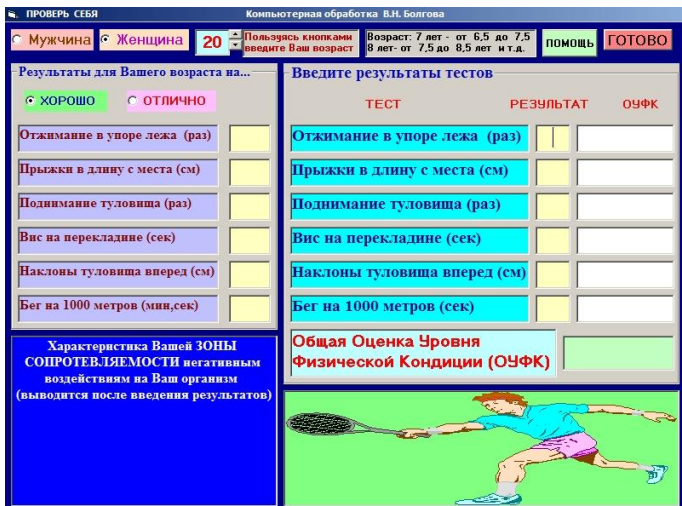 ПРОВЕРЬ СЕБЯ
Компьютерная обработка В.Н. Болгова
Мужчина
Женщина
20
Пользуясь кнопками
введите Ваш возраст
Возраст: 7 лет - от 6,5 до 7,5
8 лет- от 7,5 до 8,5 лет и т.д.
ПОМОЩЬ
ГОТОВО
Результаты для Вашего возраста на...
ХОРОШО
ОТЛИЧНО
Отжимание в упоре лежа (раз)
Прыжки в длину с места (см)
Поднимание туловища (раз)
Вис на перекладине (сек)
Наклоны туловища вперед (см)
Бег на 1000 метров (мин,сек)
Характеристика Вашей ЗОНЫ
СОПРОТЕВЛЯЕМОСТИ негативным
воздействиям на Ваш организм
(выводится после введения результатов)
Введите результаты тестов
ТЕСТ
РЕЗУЛЬТАТ
ОУФК
Отжимание в упоре лежа (раз)
Прыжки в длину с места (см)
Поднимание туловища (раз)
Вис на перекладине (сек)
Наклоны туловища вперед (см)
Бег на 1000 метров (сек)
Общая Оценка Уровня
Физической Кондиции (ОУФК)